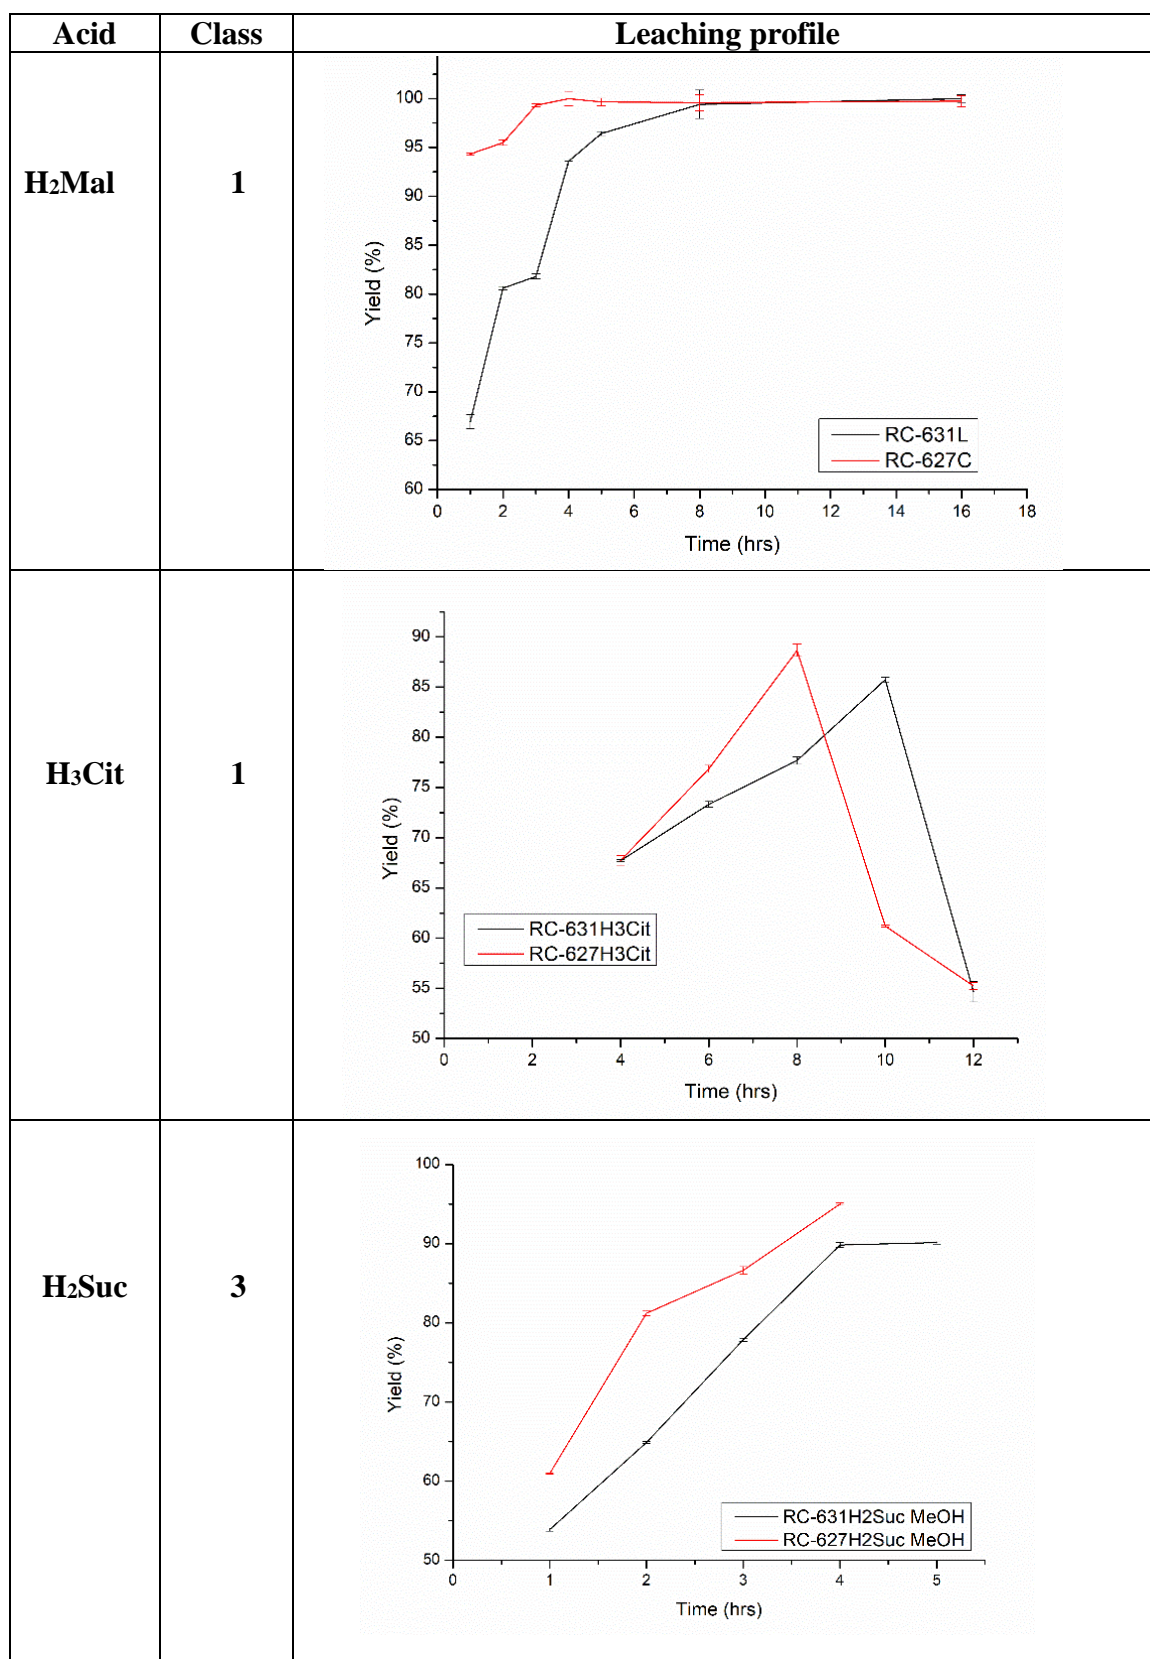 Acid Class Leaching profile
H₂Mal 1
Yield (%)
100
95
90
85
80
75
70
65
60
0 2 4 6 8 10 12 14 16 18
Time (hrs)
RC-631L
RC-627C
H₃Cit 1
Yield (%)
90
85
80
75
70
65
60
55
50
0 2 4 6 8 10 12
Time (hrs)
RC-631H3Cit
RC-627H3Cit
H₂Suc 3
Yield (%)
100
90
80
70
60
50
0 1 2 3 4 5
Time (hrs)
RC-631H2Suc MeOH
RC-627H2Suc MeOH